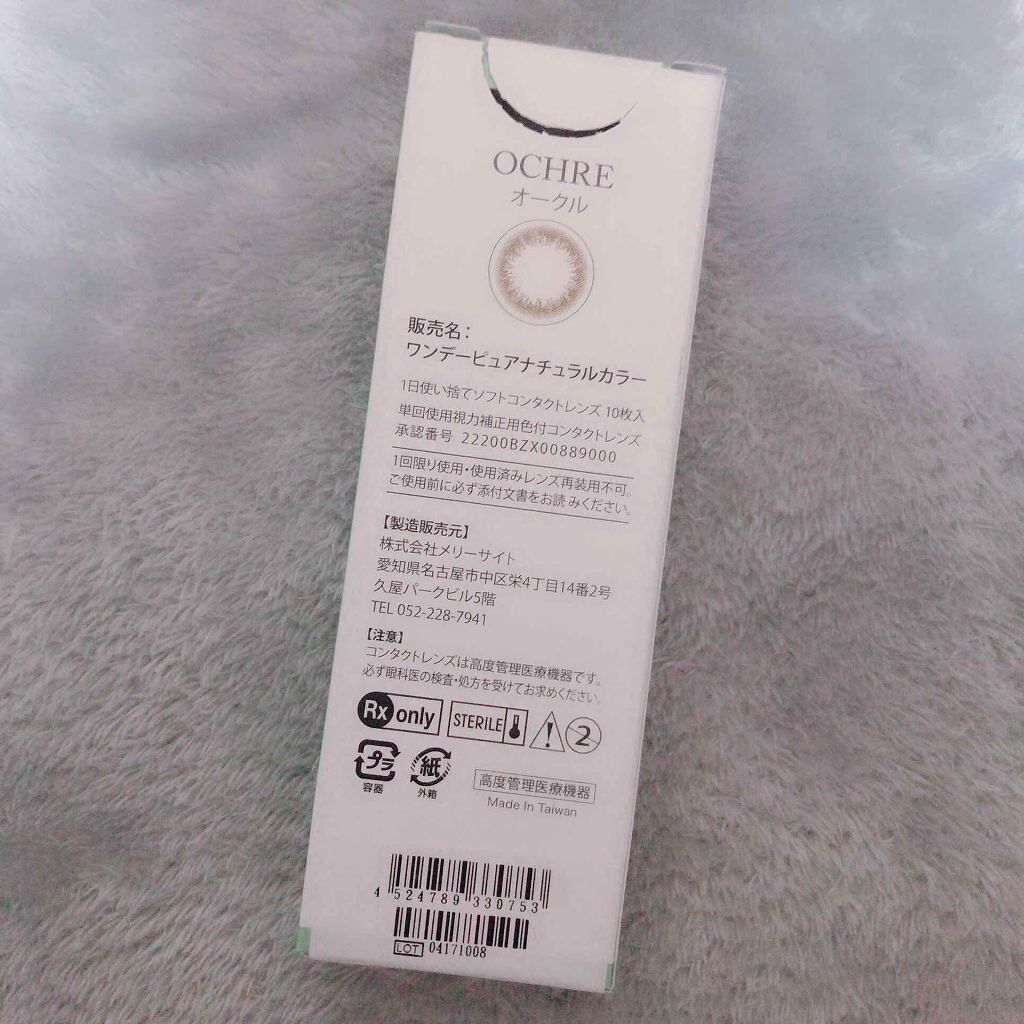 OCHRE
オークル
販売名:
ワンデーピュアナチュラルカラー
1日使い捨てソフトコンタクトレンズ 10枚入
単回使用視力補正用色付コンタクトレンズ
承認番号 22200BZX00889000
1回限り使用・使用済みレンズ再装用不可。
ご使用前に必ず添付文書をお読みください。
【製造販売元】
株式会社メリーサイト
愛知県名古屋市中区栄4丁目14番2号
久屋パークビル5階
TEL 052-228-7941
【注意】
コンタクトレンズは高度管理医療機器です。
必ず眼科医の検査・処方を受けてお求めください。
Rx only STERILE 2
プラ 容器
紙 外箱
高度管理医療機器
Made In Taiwan
4 524789 330753
LOT 04171008